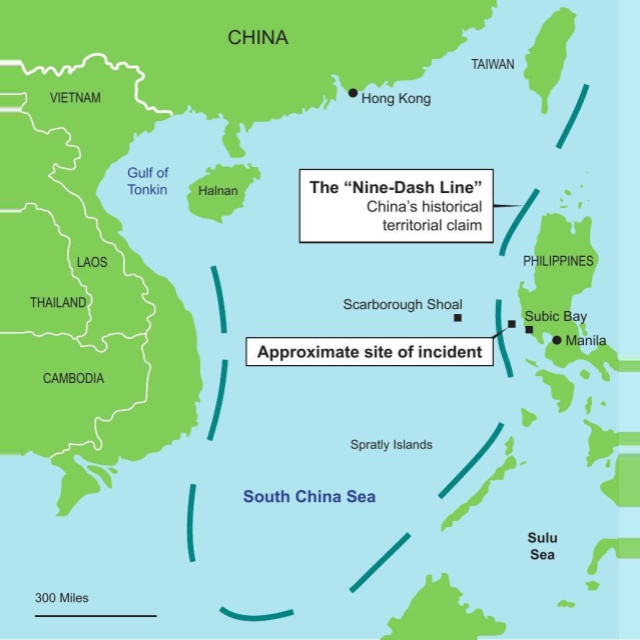 CHINA
TAIWAN
VIETNAM
Hong Kong
Gulf of
Tonkin
Halnan
The “Nine-Dash Line”
China’s historical
territorial claim
LAOS
PHILIPPINES
THAILAND
Scarborough Shoal
Subic Bay
Manila
Approximate site of incident
CAMBODIA
Spratly Islands
South China Sea
Sulu
Sea
300 Miles